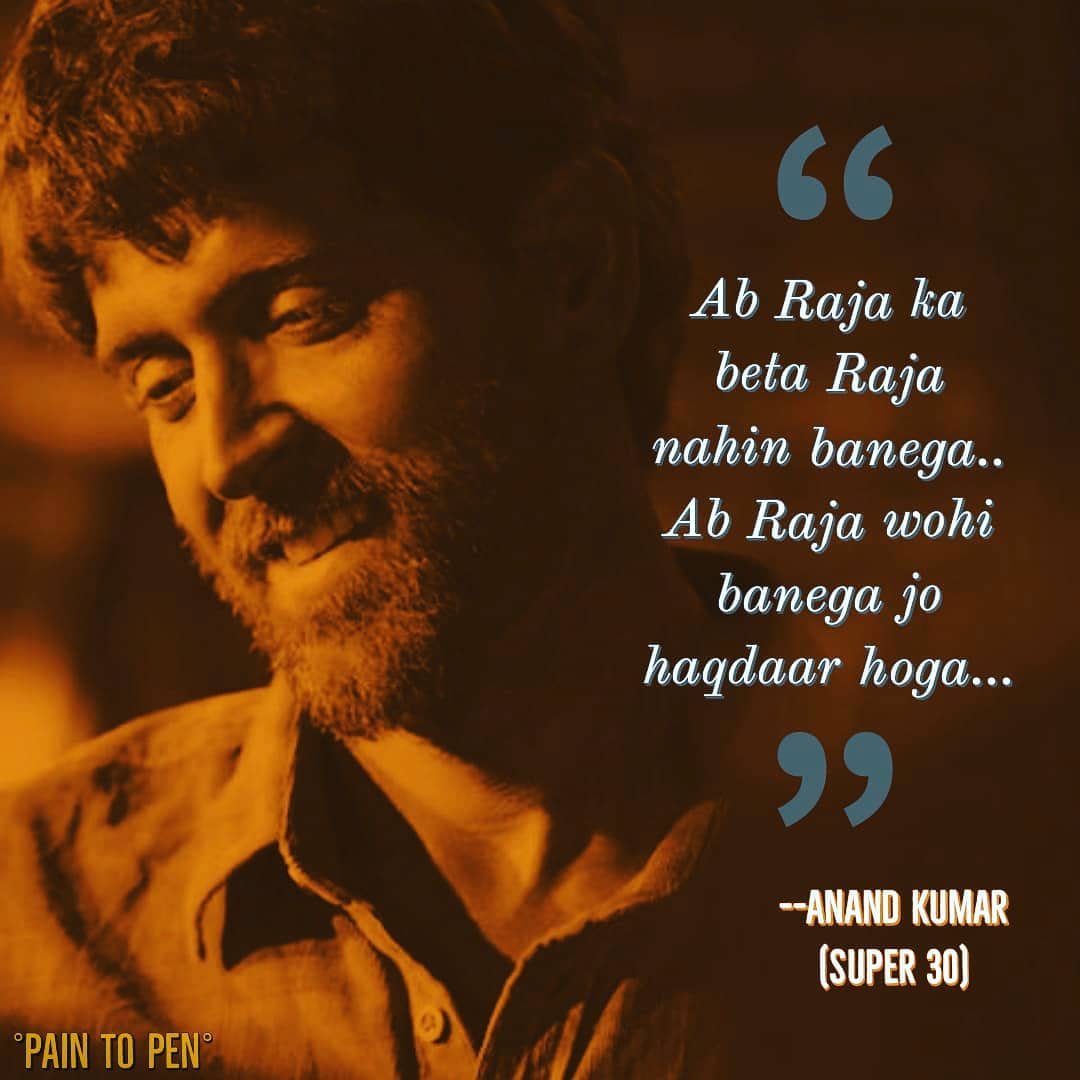 “
Ab Raja ka
beta Raja
nahin banega..
Ab Raja wohi
banega jo
haqdaar hoga...
”
--ANAND KUMAR
(SUPER 30)
°PAIN TO PEN°